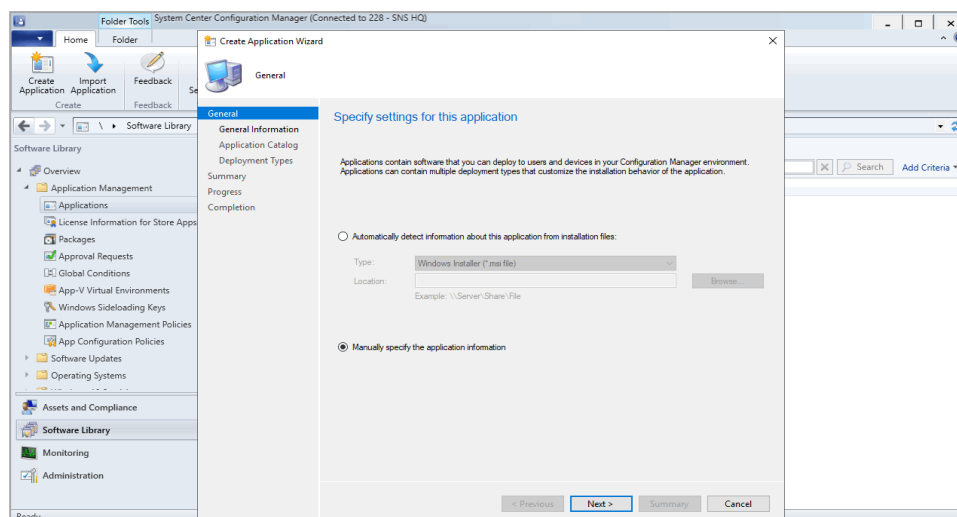 Folder Tools System Center Configuration Manager (Connected to 228 - SNS HQ)
Home Folder
Create Application
Import Application
Feedback
Create
Feedback
\ Software Library
Search
Add Criteria
Software Library
Overview
Application Management
Applications
License Information for Store Apps
Packages
Approval Requests
Global Conditions
App-V Virtual Environments
Windows Sideloading Keys
Application Management Policies
App Configuration Policies
Software Updates
Operating Systems
Assets and Compliance
Software Library
Monitoring
Administration
Ready
Create Application Wizard
General
General
General Information
Application Catalog
Deployment Types
Summary
Progress
Completion
Specify settings for this application
Applications contain software that you can deploy to users and devices in your Configuration Manager environment.
Applications can contain multiple deployment types that customize the installation behavior of the application.
Automatically detect information about this application from installation files:
Type: Windows Installer (*.msi file)
Location: Browse...
Example: \\Server\Share\File
Manually specify the application information
< Previous Next > Summary Cancel